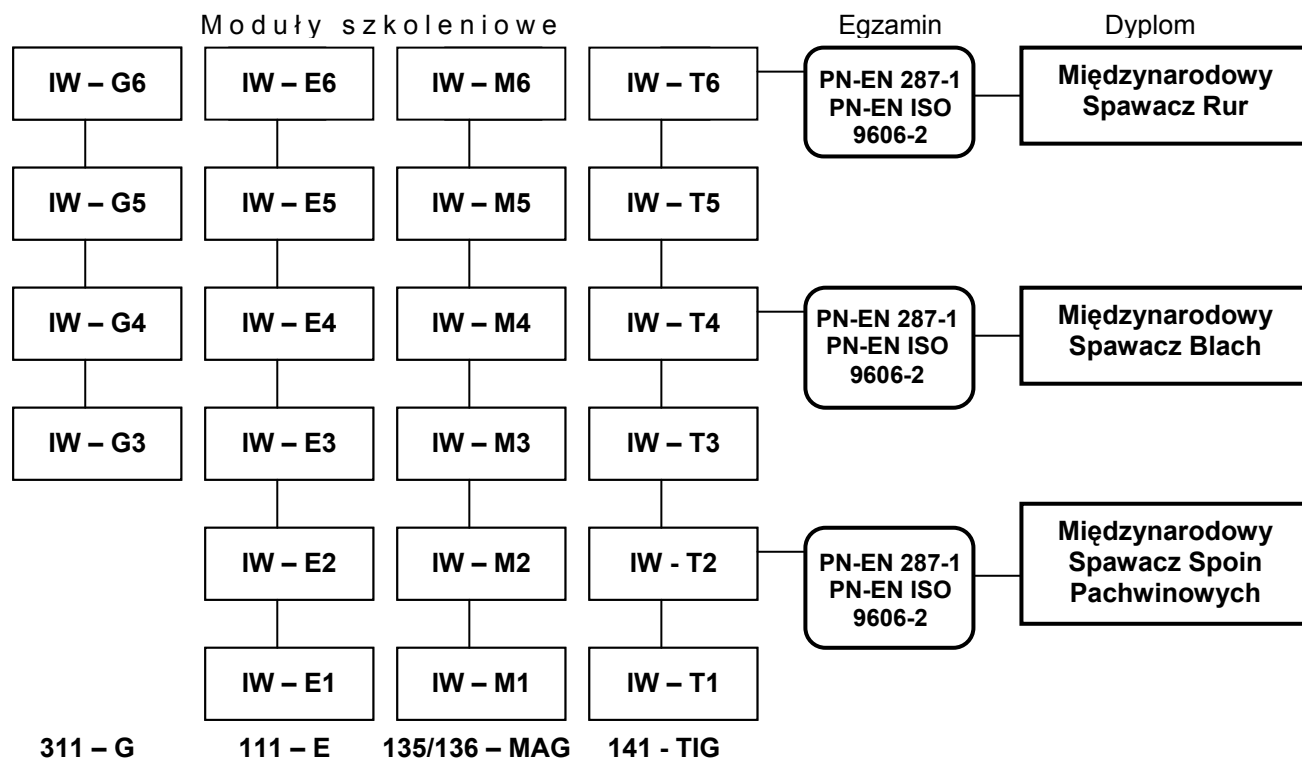 Moduły szkoleniowe Egzamin Dyplom
IW – G6 IW – E6 IW – M6 IW – T6
PN-EN 287-1
PN-EN ISO
9606-2
Międzynarodowy
Spawacz Rur
IW – G5 IW – E5 IW – M5 IW – T5
IW – G4 IW – E4 IW – M4 IW – T4
PN-EN 287-1
PN-EN ISO
9606-2
Międzynarodowy
Spawacz Blach
IW – G3 IW – E3 IW – M3 IW – T3
IW – E2 IW – M2 IW - T2
PN-EN 287-1
PN-EN ISO
9606-2
Międzynarodowy
Spawacz Spoin
Pachwinowych
IW – E1 IW – M1 IW – T1
311 – G 111 – E 135/136 – MAG 141 - TIG